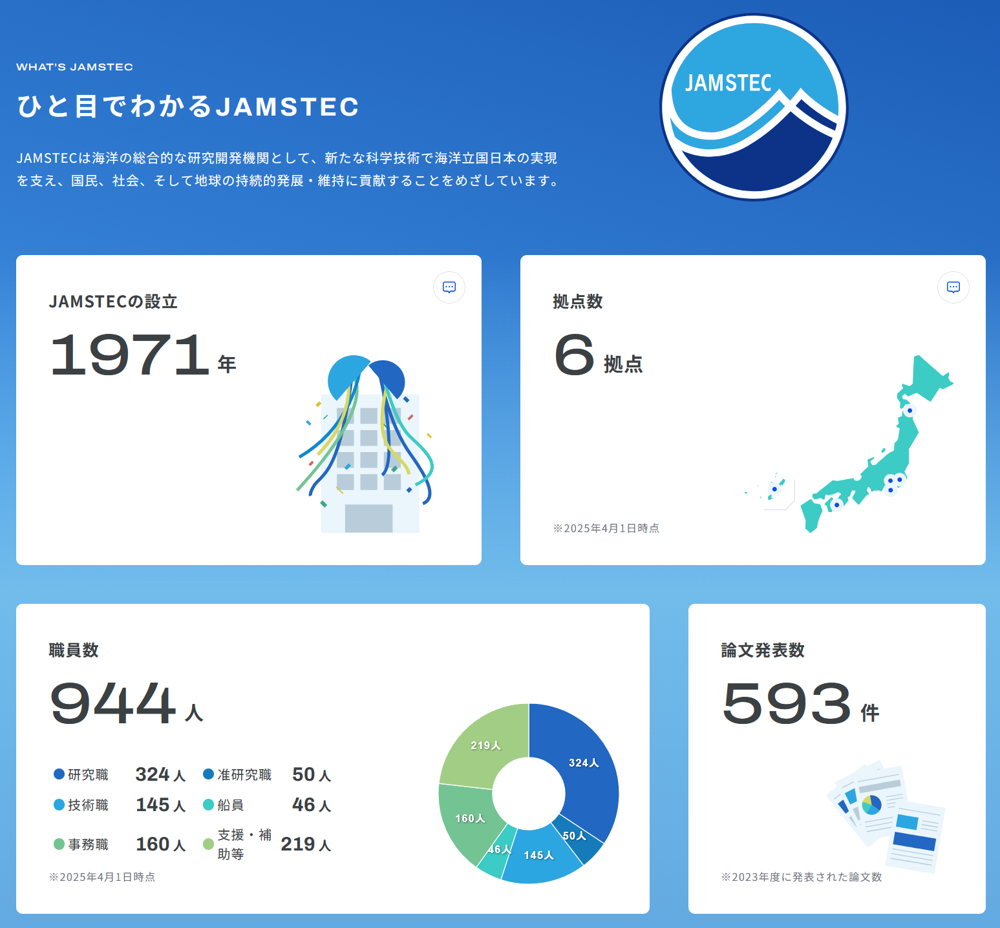 WHAT'S JAMSTEC
ひと目でわかるJAMSTEC
JAMSTECは海洋の総合的な研究開発機関として、新たな科学技術で海洋立国日本の実現
を支え、国民、社会、そして地球の持続的発展・維持に貢献することをめざしています。
JAMSTEC
JAMSTECの設立
1971 年
拠点数
6 拠点
※2025年4月1日時点
職員数
944 人
研究職 324 人 准研究職 50 人
技術職 145 人 船員 46 人
事務職 160 人 支援・補
助等 219 人
※2025年4月1日時点
324人
50人
145人
46人
160人
219人
論文発表数
593 件
※2023年度に発表された論文数